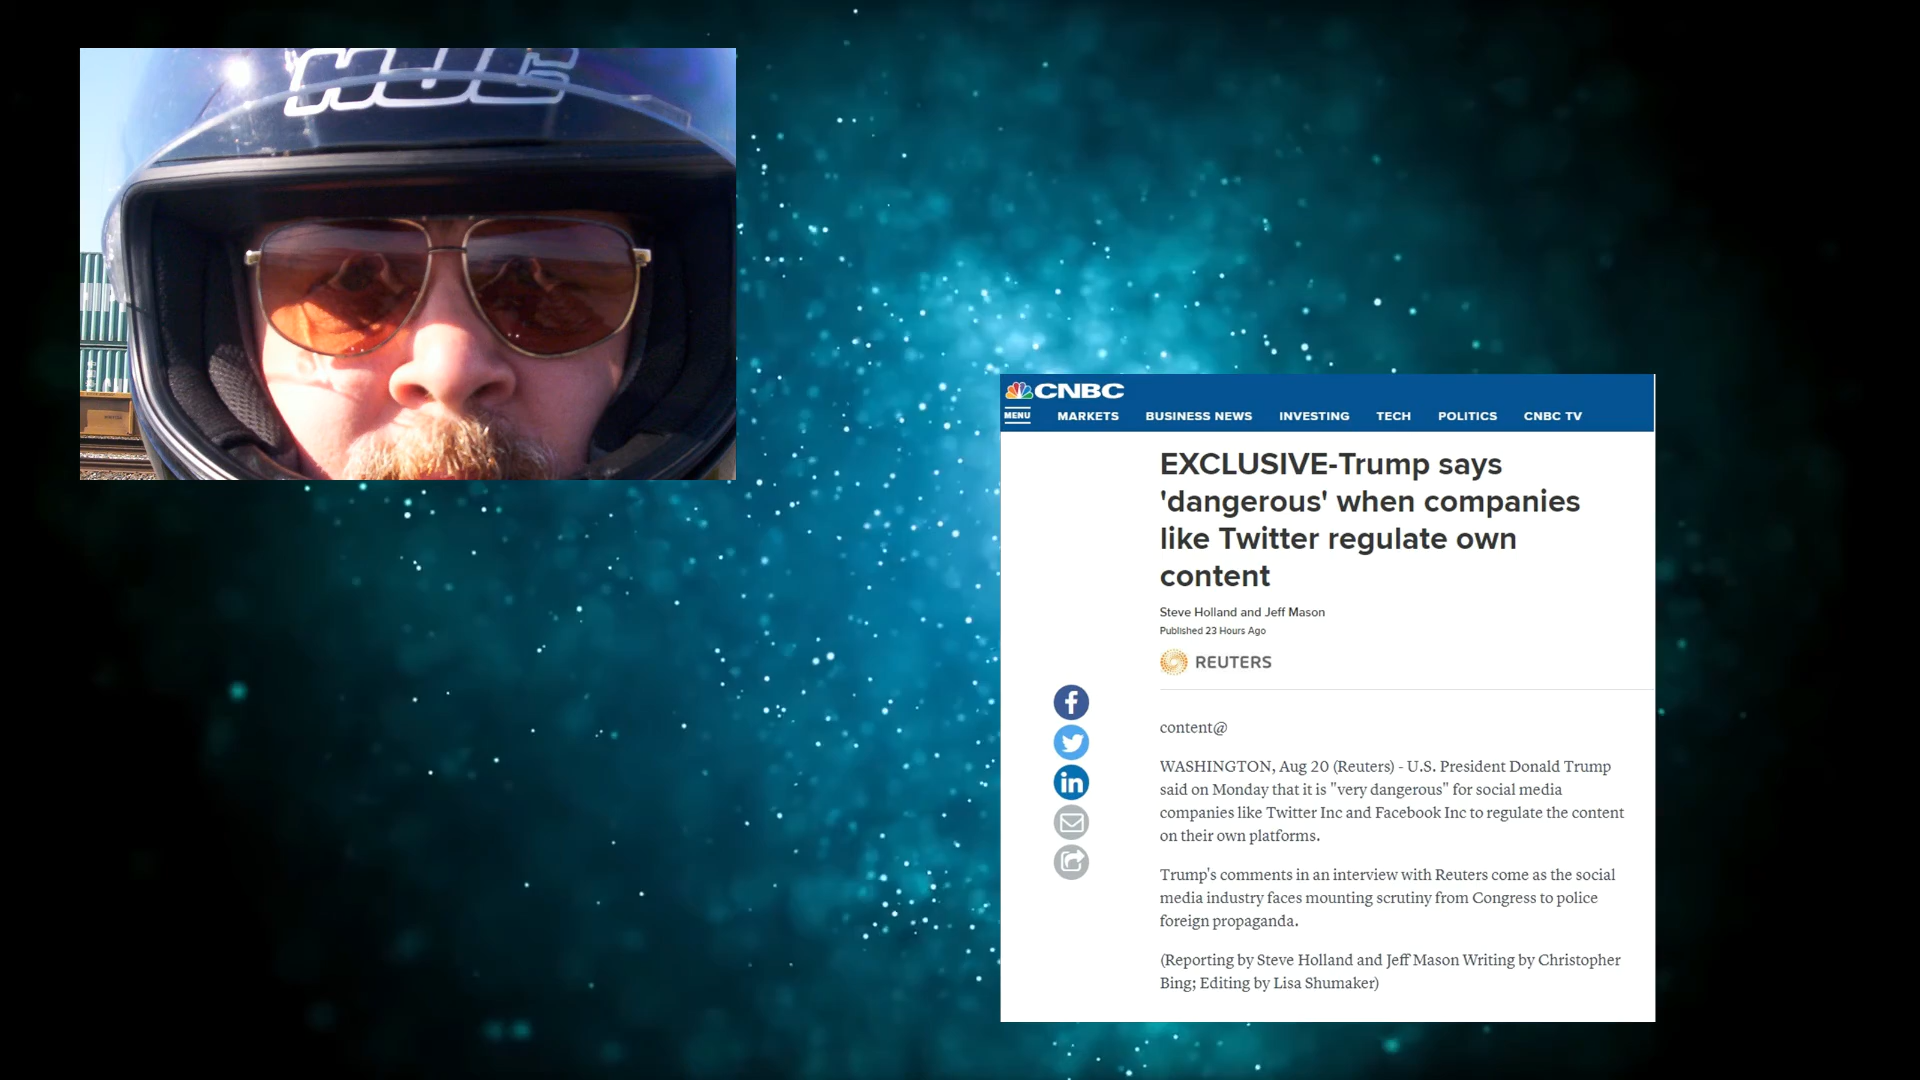 HJC
CNBC
MENU MARKETS BUSINESS NEWS INVESTING TECH POLITICS CNBC TV
EXCLUSIVE-Trump says
'dangerous' when companies
like Twitter regulate own
content
Steve Holland and Jeff Mason
Published 23 Hours Ago
REUTERS
content@
WASHINGTON, Aug 20 (Reuters) - U.S. President Donald Trump
said on Monday that it is "very dangerous" for social media
companies like Twitter Inc and Facebook Inc to regulate the content
on their own platforms.
Trump's comments in an interview with Reuters come as the social
media industry faces mounting scrutiny from Congress to police
foreign propaganda.
(Reporting by Steve Holland and Jeff Mason Writing by Christopher
Bing; Editing by Lisa Shumaker)